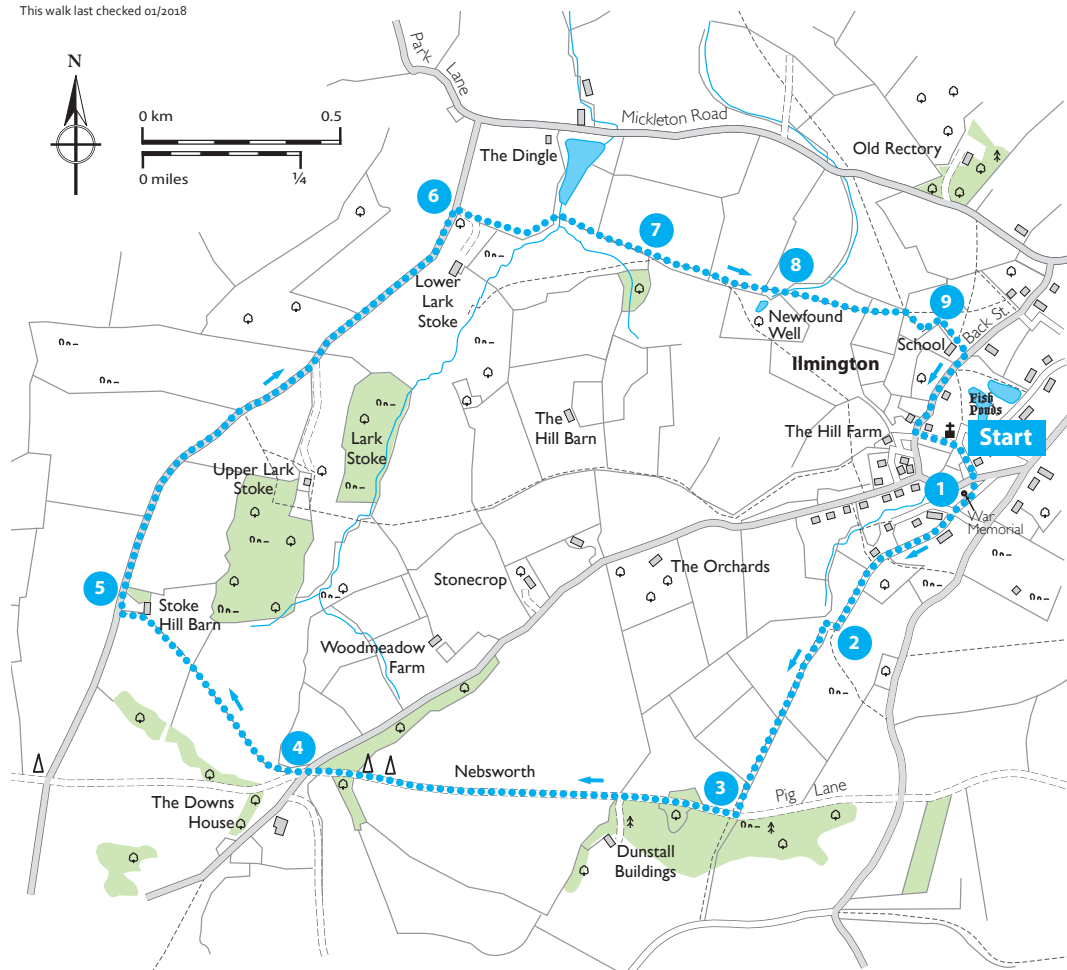 This walk last checked 01/2018
N
0 km 0.5
0 miles ¼
Park
Lane
Mickleton Road
The Dingle
Old Rectory
6
7
8
9
Lower
Lark
Stoke
Newfound
Well
School
Back St.
Ilmington
Fish
Ponds
Start
The Hill Farm
The
Hill Barn
Lark
Stoke
Upper Lark
Stoke
1
War
Memorial
5
Stoke
Hill Barn
Stonecrop
The Orchards
2
Woodmeadow
Farm
4
Nebsworth
3
Pig Lane
The Downs
House
Dunstall
Buildings